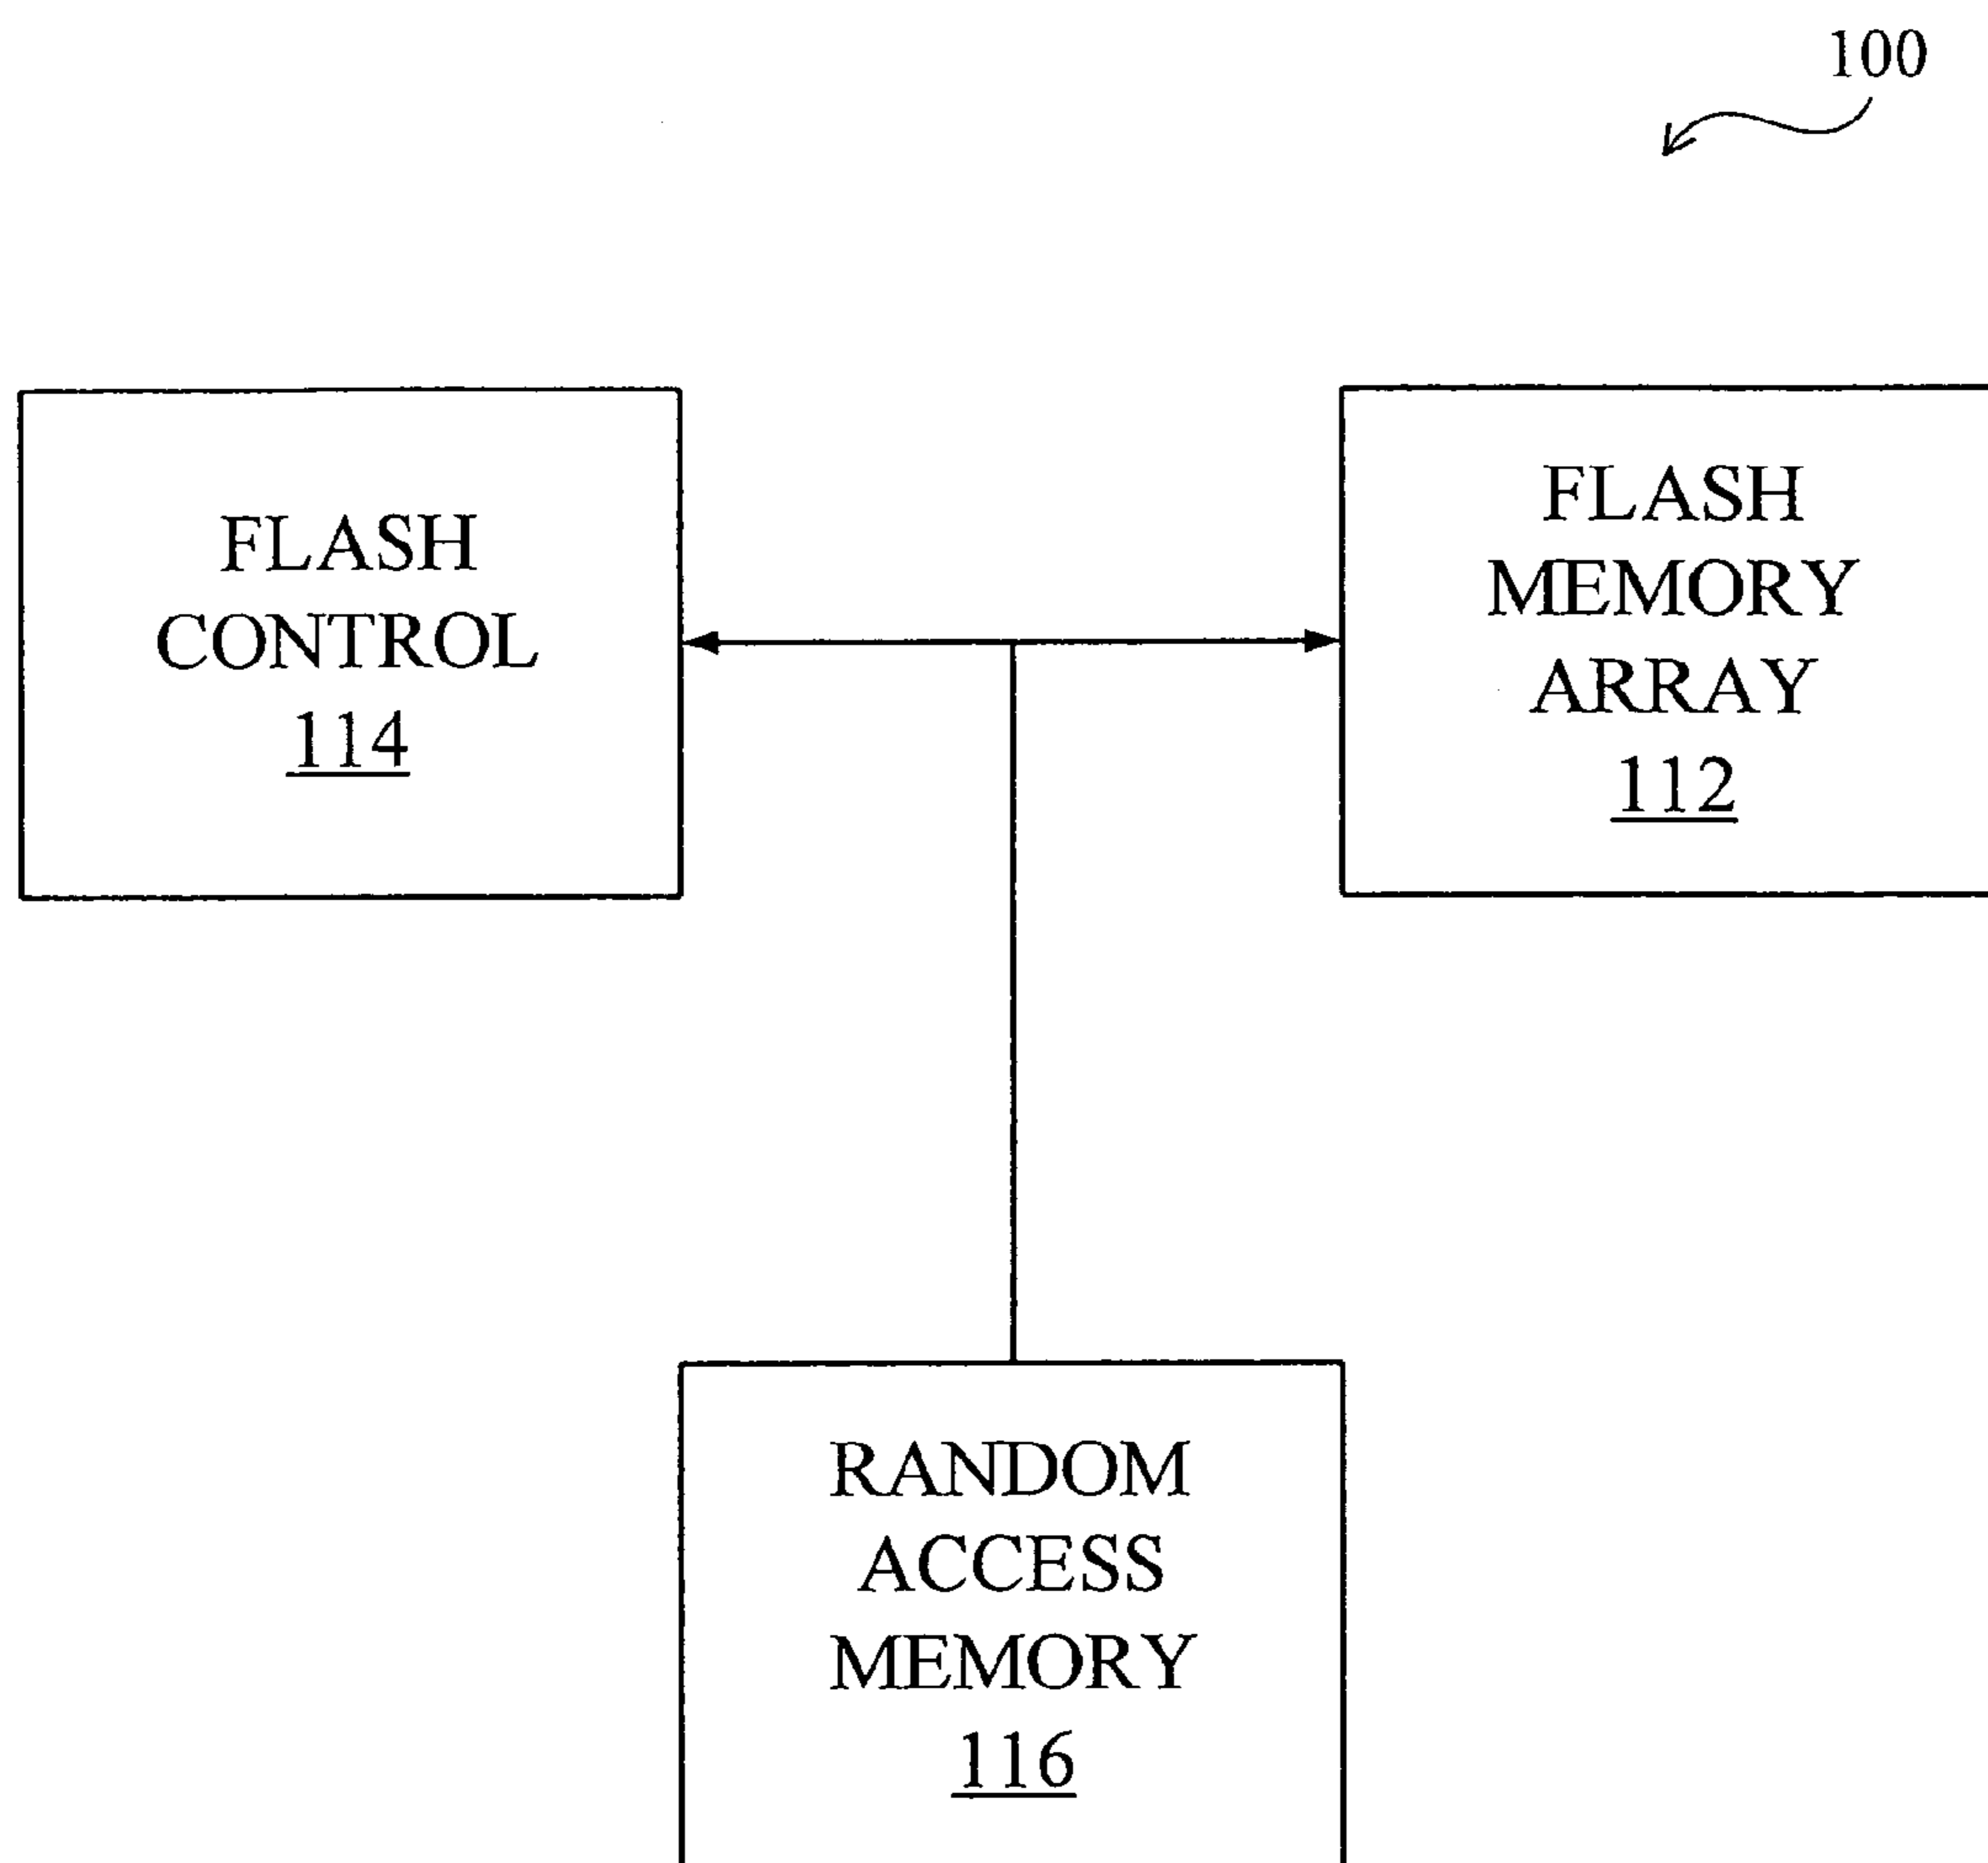 100
FLASH
CONTROL
114
FLASH
MEMORY
ARRAY
112
RANDOM
ACCESS
MEMORY
116